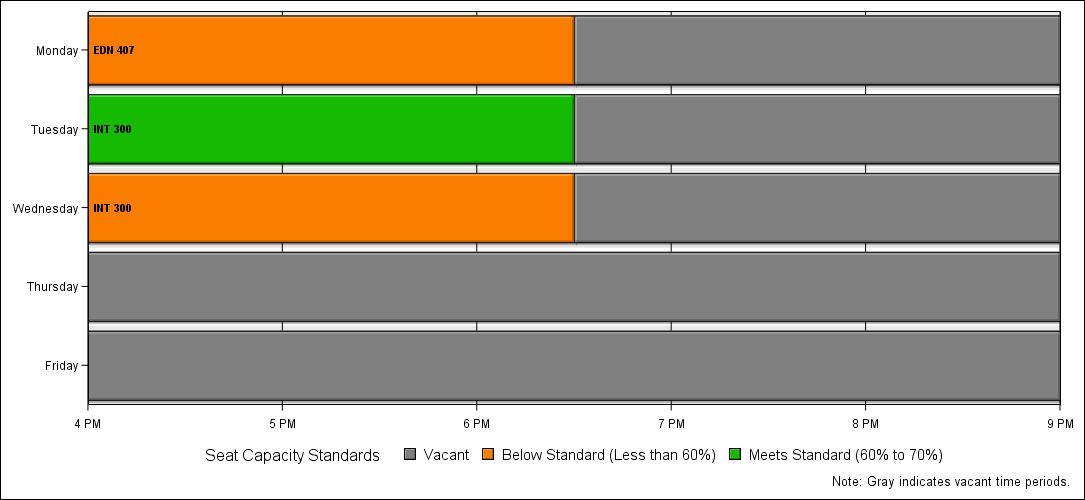 Monday
EDN 407
Tuesday
INT 300
Wednesday
INT 300
Thursday
Friday
4 PM 5 PM 6 PM 7 PM 8 PM 9 PM
Seat Capacity Standards Vacant Below Standard (Less than 60%) Meets Standard (60% to 70%)
Note: Gray indicates vacant time periods.